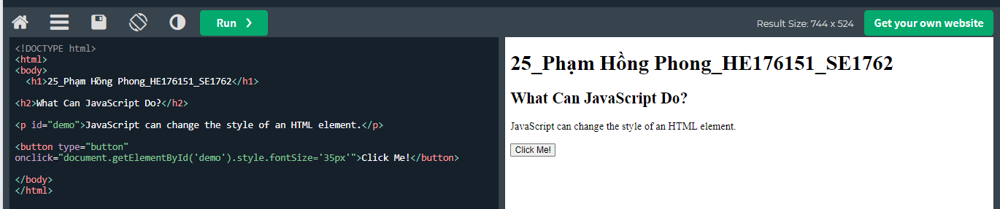 Run ❯
Result Size: 744 x 524
Get your own website
<!DOCTYPE html>
<html>
<body>
<h1>25_Phạm Hồng Phong_HE176151_SE1762</h1>
<h2>What Can JavaScript Do?</h2>
<p id="demo">JavaScript can change the style of an HTML element.</p>
<button type="button"
onclick="document.getElementById('demo').style.fontSize='35px'">Click Me!</button>
</body>
</html>
25_Phạm Hồng Phong_HE176151_SE1762
What Can JavaScript Do?
JavaScript can change the style of an HTML element.
Click Me!